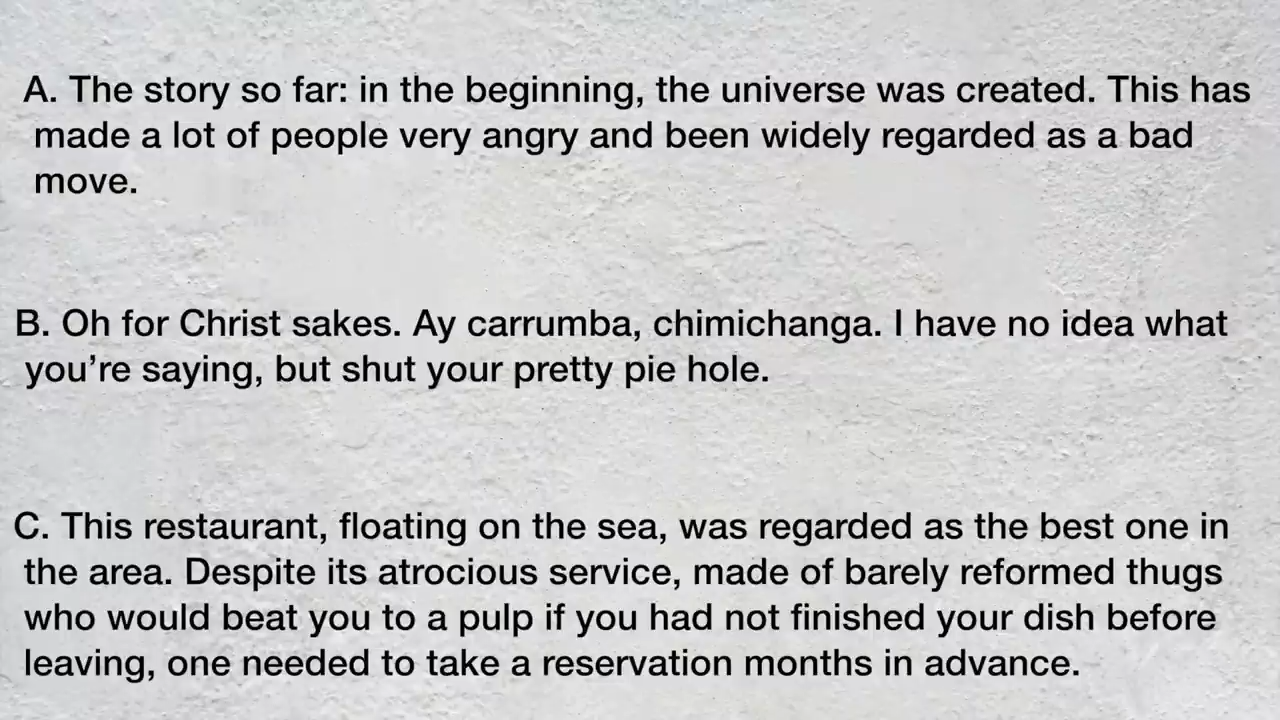 A. The story so far: in the beginning, the universe was created. This has
made a lot of people very angry and been widely regarded as a bad
move.
B. Oh for Christ sakes. Ay carrumba, chimichanga. I have no idea what
you’re saying, but shut your pretty pie hole.
C. This restaurant, floating on the sea, was regarded as the best one in
the area. Despite its atrocious service, made of barely reformed thugs
who would beat you to a pulp if you had not finished your dish before
leaving, one needed to take a reservation months in advance.